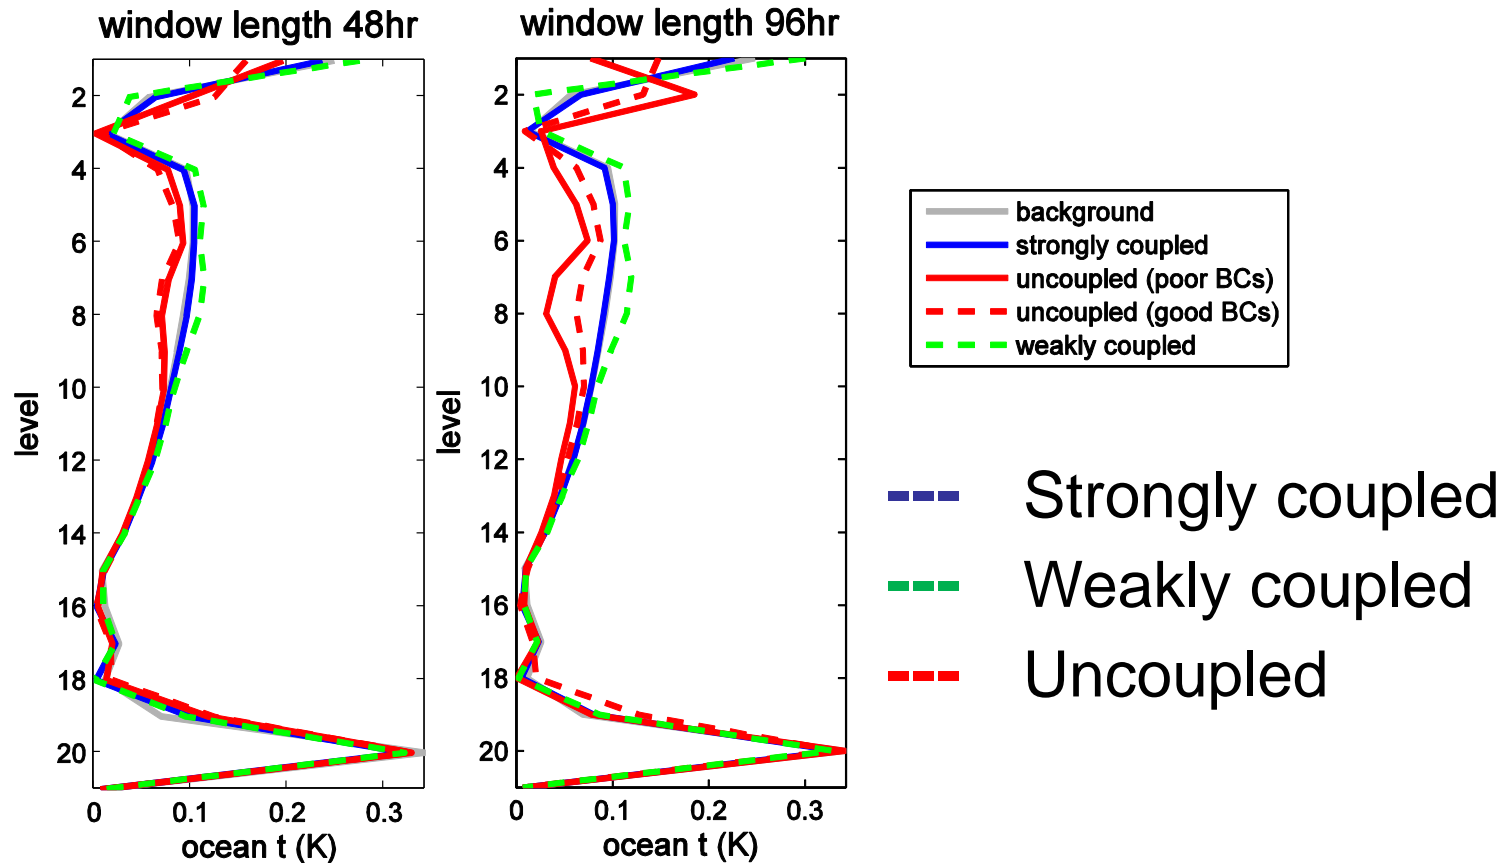 window length 48hr
2
4
6
8
10
12
14
16
18
20
level
0
0.1
0.2
0.3
ocean t (K)
window length 96hr
2
4
6
8
10
12
14
16
18
20
level
0
0.1
0.2
0.3
ocean t (K)
background
strongly coupled
uncoupled (poor BCs)
uncoupled (good BCs)
weakly coupled
Strongly coupled
Weakly coupled
Uncoupled